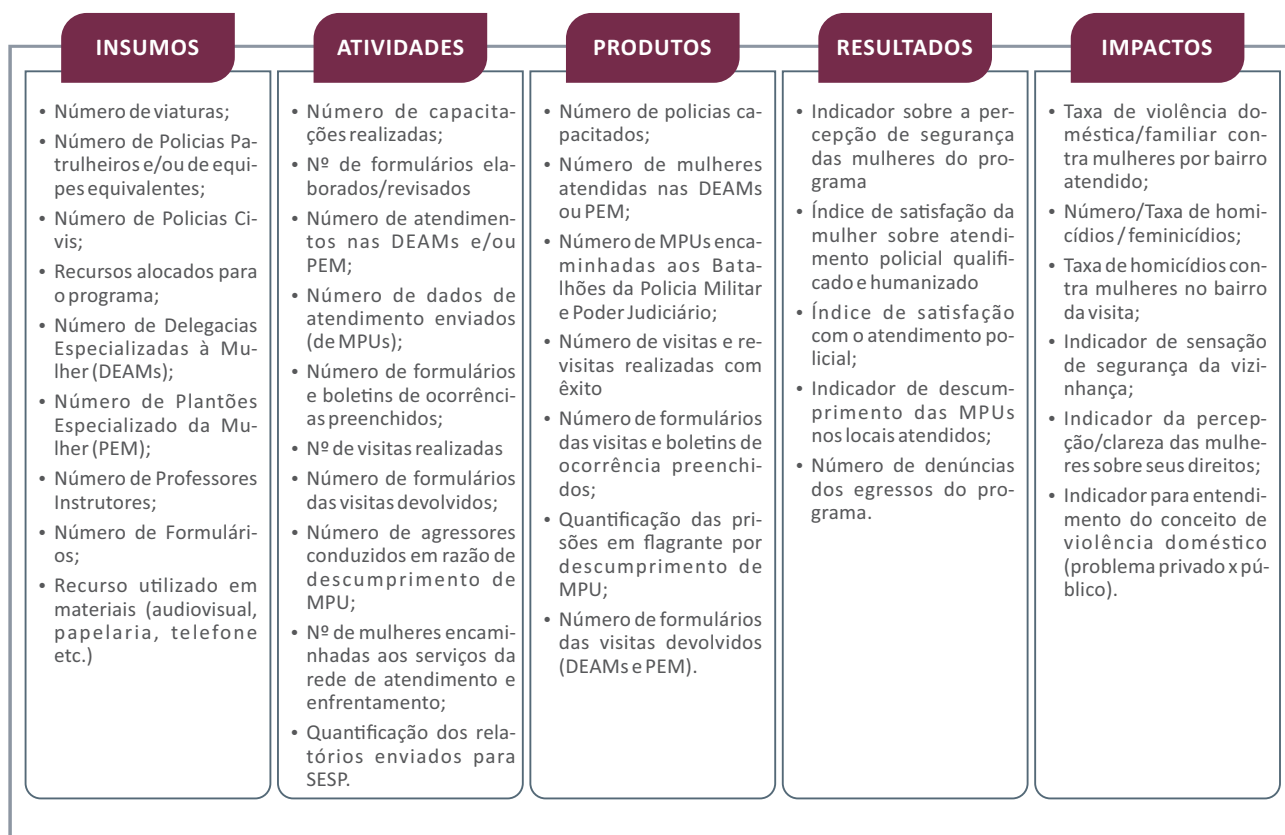 INSUMOS
• Número de viaturas;
• Número de Policias Pa-
trulheiros e/ou de equi-
pes equivalentes;
• Número de Policias Ci-
vis;
• Recursos alocados para
o programa;
• Número de Delegacias
Especializadas à Mu-
lher (DEAMs);
• Número de Plantões
Especializado da Mu-
lher (PEM);
• Número de Professores
Instrutores;
• Número de Formulári-
os;
• Recurso utilizado em
materiais (audiovisual,
papelaria, telefone
etc.)
ATIVIDADES
• Número de capacita-
ções realizadas;
• Nº de formulários ela-
borados/revisados
• Número de atendimen-
tos nas DEAMs e/ou
PEM;
• Número de dados de
atendimento enviados
(de MPUs);
• Número de formulários
e boletins de ocorrênci-
as preenchidos;
• Nº de visitas realizadas
• Número de formulários
das visitas devolvidos;
• Número de agressores
conduzidos em razão de
descumprimento de
MPU;
• Nº de mulheres encami-
nhadas aos serviços da
rede de atendimento e
enfrentamento;
• Quantificação dos rela-
tórios enviados para
SESP.
PRODUTOS
• Número de policias ca-
pacitados;
• Número de mulheres
atendidas nas DEAMs
ou PEM;
• Número de MPUs enca-
minhadas aos Bata-
lhões da Policia Militar
e Poder Judiciário;
• Número de visitas e re-
visitas realizadas com
êxito
• Número de formulários
das visitas e boletins de
ocorrência preenchi-
dos;
• Quantificação das pri-
sões em flagrante por
descumprimento de
MPU;
• Número de formulários
das visitas devolvidos
(DEAMs e PEM).
RESULTADOS
• Indicador sobre a per-
cepção de segurança
das mulheres do pro-
grama
• Índice de satisfação da
mulher sobre atendi-
mento policial qualifi-
cado e humanizado
• Índice de satisfação
com o atendimento po-
licial;
• Indicador de descum-
primento das MPUs
nos locais atendidos;
• Número de denúncias
dos egressos do pro-
grama.
IMPACTOS
• Taxa de violência do-
méstica/familiar con-
tra mulheres por bairro
atendido;
• Número/Taxa de homi-
cídios / feminicídios;
• Taxa de homicídios con-
tra mulheres no bairro
da visita;
• Indicador de sensação
de segurança da vizi-
nhança;
• Indicador da percep-
ção/clareza das mulhe-
res sobre seus direitos;
• Indicador para entendi-
mento do conceito de
violência doméstico
(problema privado x pú-
blico).